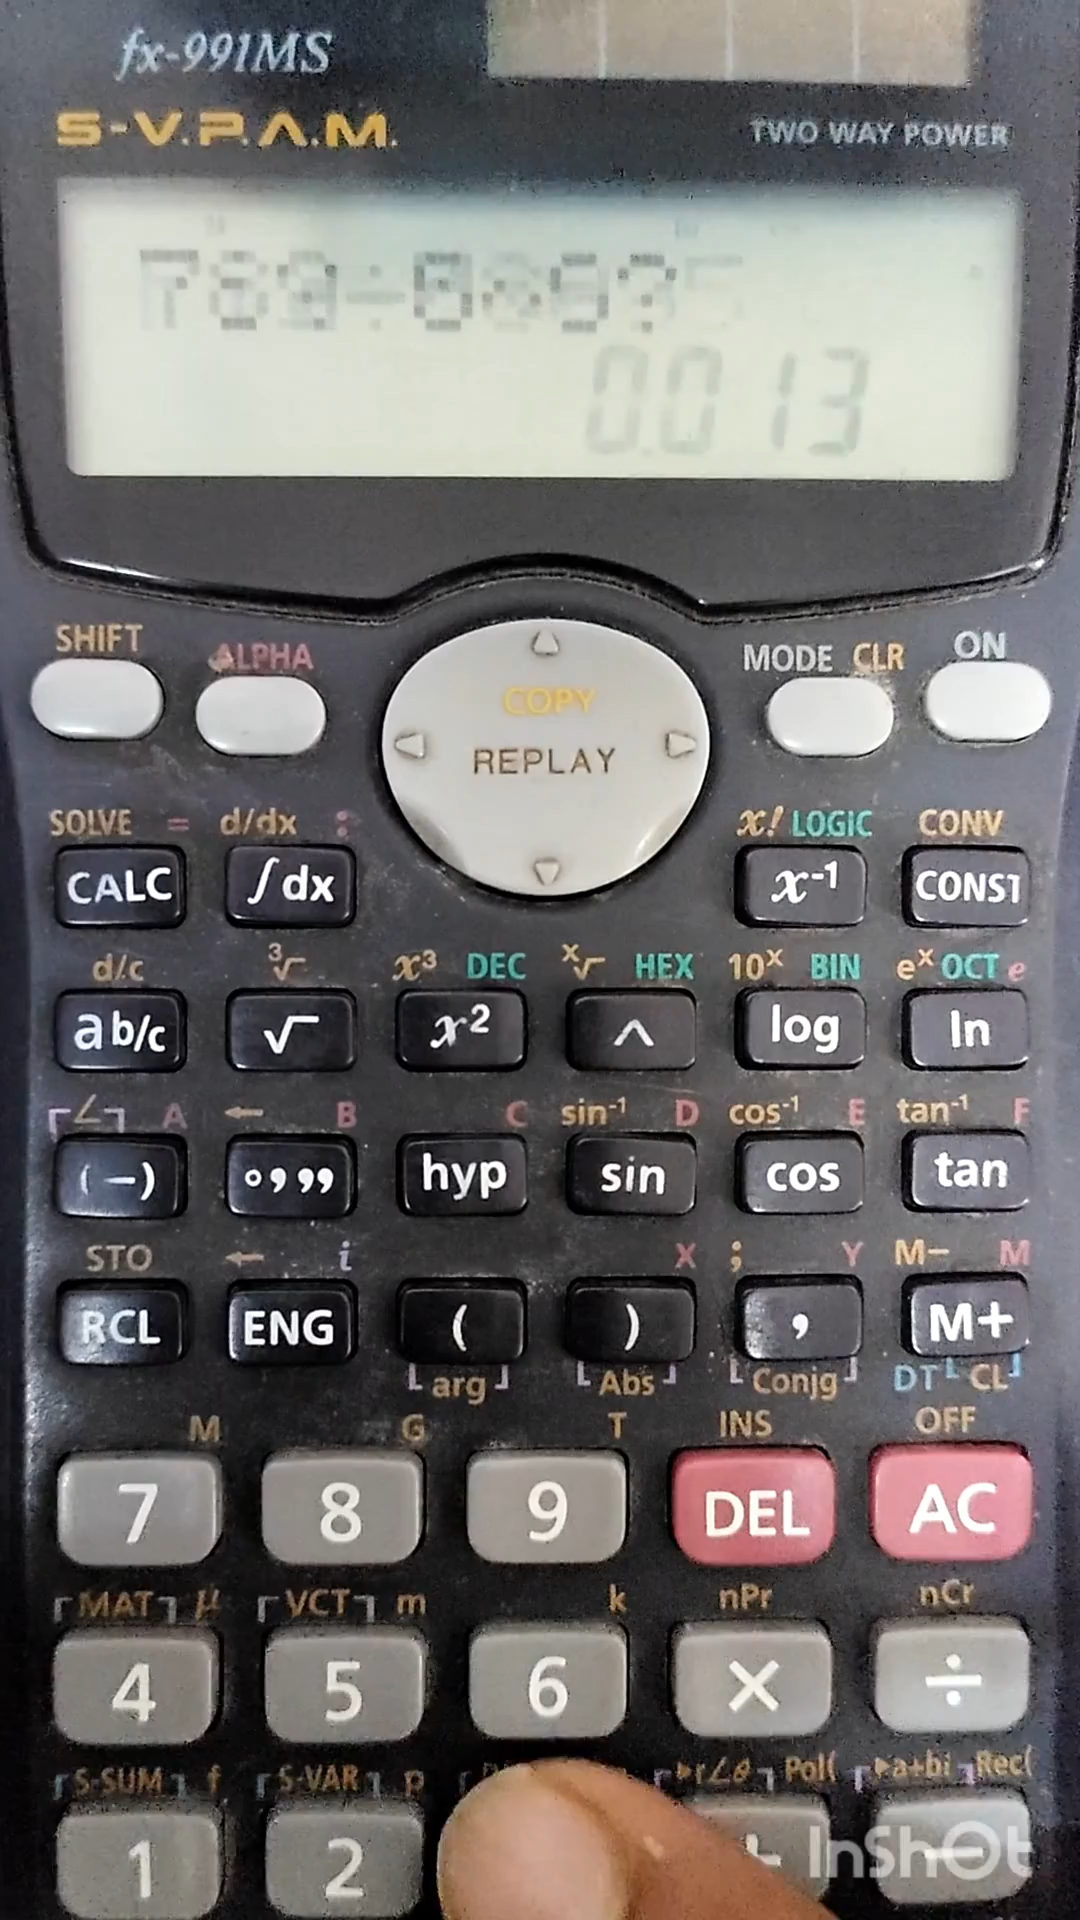 fx-991MS
S-V.P.A.M. TWO WAY POWER
0.013
SHIFT ALPHA MODE CLR ON
COPY
REPLAY
SOLVE = d/dx : x! LOGIC CONV
CALC ∫dx x⁻¹ CONST
d/c ³√ x³ DEC ˣ√ HEX 10ˣ BIN eˣ OCT e
a b/c √ x² ^ log ln
∠ A ← B C sin⁻¹ D cos⁻¹ E tan⁻¹ F
(−) ° , ,, hyp sin cos tan
STO ← i X ; Y M− M
RCL ENG ( ) , M+
arg Abs Conjg DT CL
M G T INS OFF
7 8 9 DEL AC
MAT µ VCT m k nPr nCr
4 5 6 × ÷
S-SUM f S-VAR p ▸r∠θ Pol( ▸a+bi Rec(
1 2 + −
InShOt